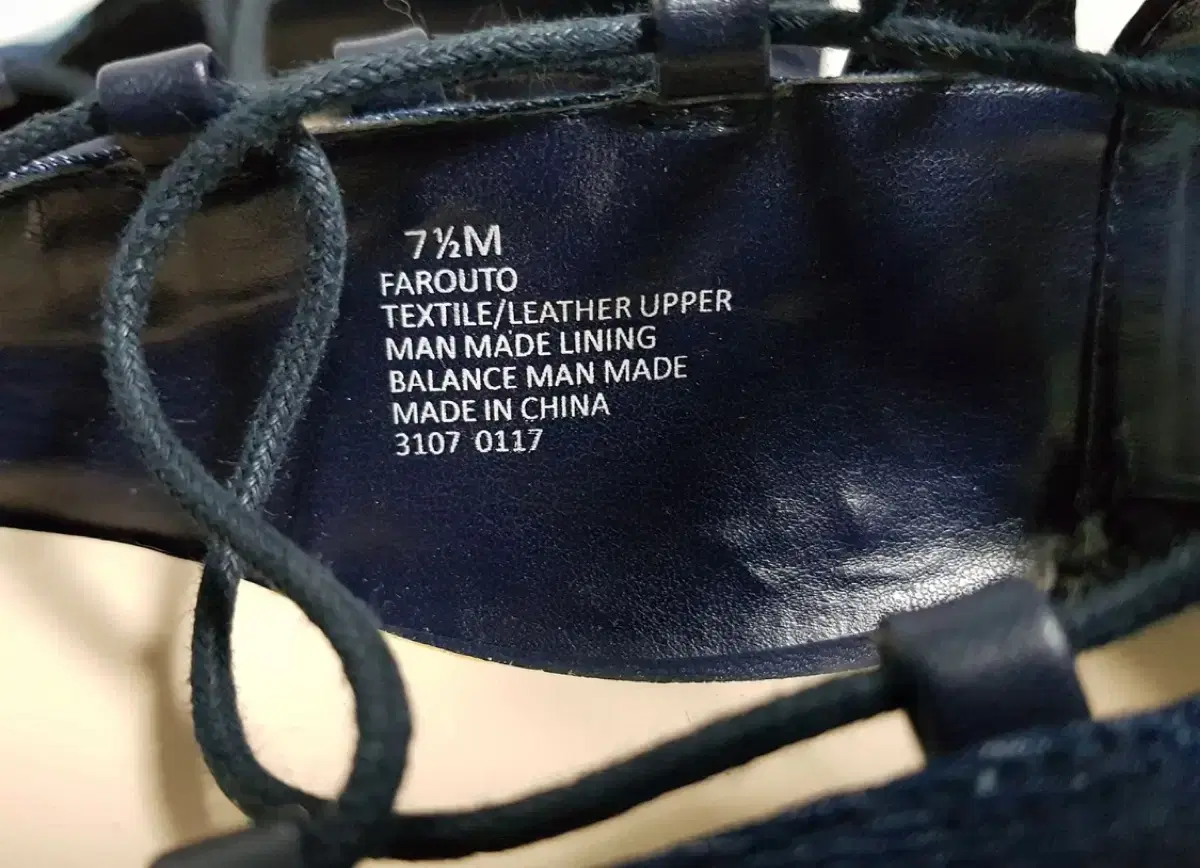 7½M
FAROUTO
TEXTILE/LEATHER UPPER
MAN MADE LINING
BALANCE MAN MADE
MADE IN CHINA
3107 0117